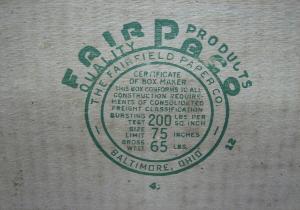 FAIRPACO
QUALITY PRODUCTS
THE FAIRFIELD PAPER CO.
CERTIFICATE
OF BOX MAKER
THIS BOX CONFORMS TO ALL
CONSTRUCTION REQUIRE-
MENTS OF CONSOLIDATED
FREIGHT CLASSIFICATION
BURSTING TEST 200 LBS PER SQ INCH
SIZE LIMIT 75 INCHES
GROSS WGT 65 LBS.
BALTIMORE, OHIO
12
4